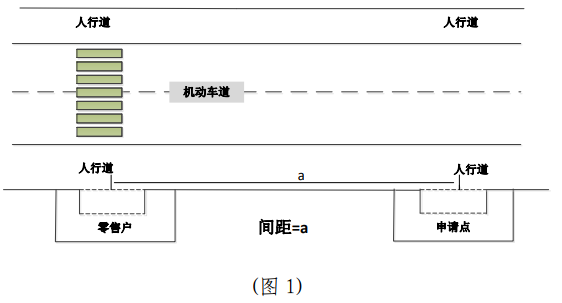 人行道 人行道
机动车道
人行道 人行道
a
零售户 间距=a 申请点
(图 1)